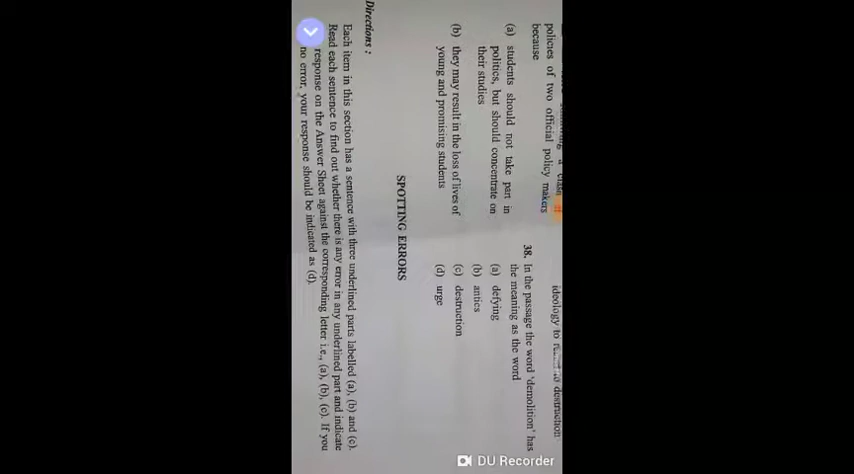 policies of two official policy makers
because
(a) students should not take part in
politics, but should concentrate on
their studies
(b) they may result in the loss of lives of
young and promising students
ideology to destruction
38. In the passage the word 'demolition' has
the meaning as the word
(a) defying
(b) antics
(c) destruction
(d) urge
SPOTTING ERRORS
Directions :
Each item in this section has a sentence with three underlined parts labelled (a), (b) and (c).
Read each sentence to find out whether there is any error in any underlined part and indicate
response on the Answer Sheet against the corresponding letter i.e., (a), (b), (c). If you
no error, your response should be indicated as (d).
DU Recorder